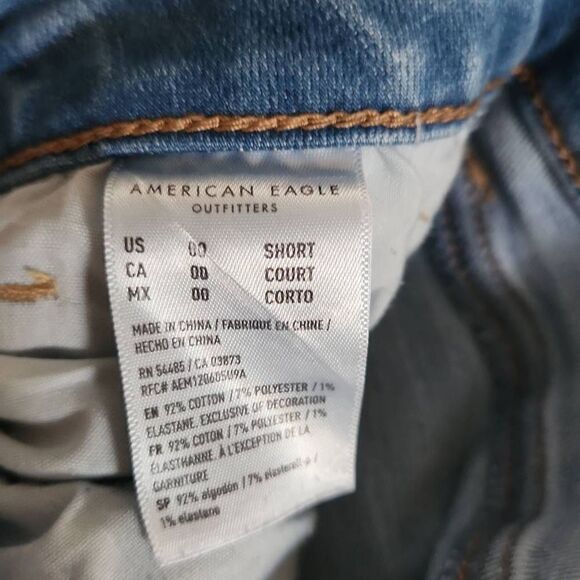 AMERICAN EAGLE
OUTFITTERS
US 00 SHORT
CA 00 COURT
MX 00 CORTO
MADE IN CHINA / FABRIQUÉ EN CHINE /
HECHO EN CHINA
RN 54485 / CA 03873
RFC# AEM120605U9A
EN 92% COTTON / 7% POLYESTER / 1%
ELASTANE. EXCLUSIVE OF DECORATION
FR 92% COTON / 7% POLYESTER / 1%
ÉLASTHANNE. À L'EXCEPTION DE LA
GARNITURE
SP 92% algodón / 7%
1% elastano